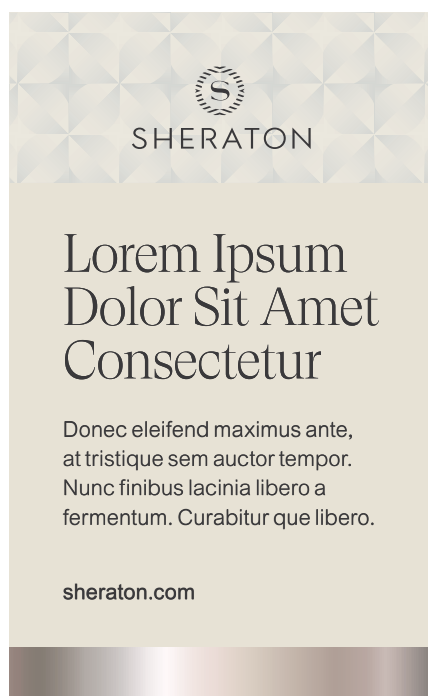 S
SHERATON
Lorem Ipsum
Dolor Sit Amet
Consectetur
Donec eleifend maximus ante,
at tristique sem auctor tempor.
Nunc finibus lacinia libero a
fermentum. Curabitur que libero.
sheraton.com